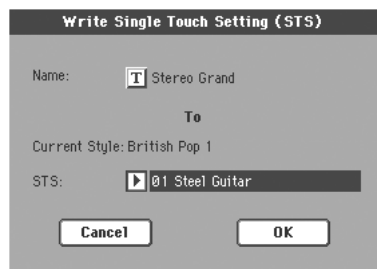 Write Single Touch Setting (STS)
Name: T Stereo Grand
To
Current Style: British Pop 1
STS: 01 Steel Guitar
Cancel OK